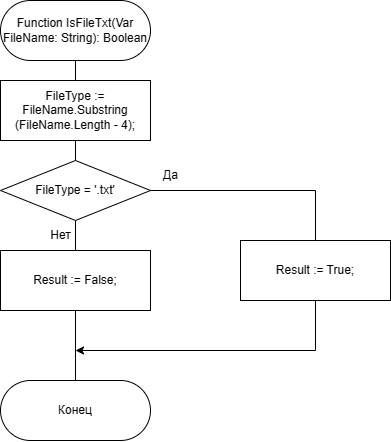 Function IsFileTxt(Var
FileName: String): Boolean
FileType :=
FileName.Substring
(FileName.Length - 4);
FileType = '.txt'
Да
Нет
Result := False;
Result := True;
Конец